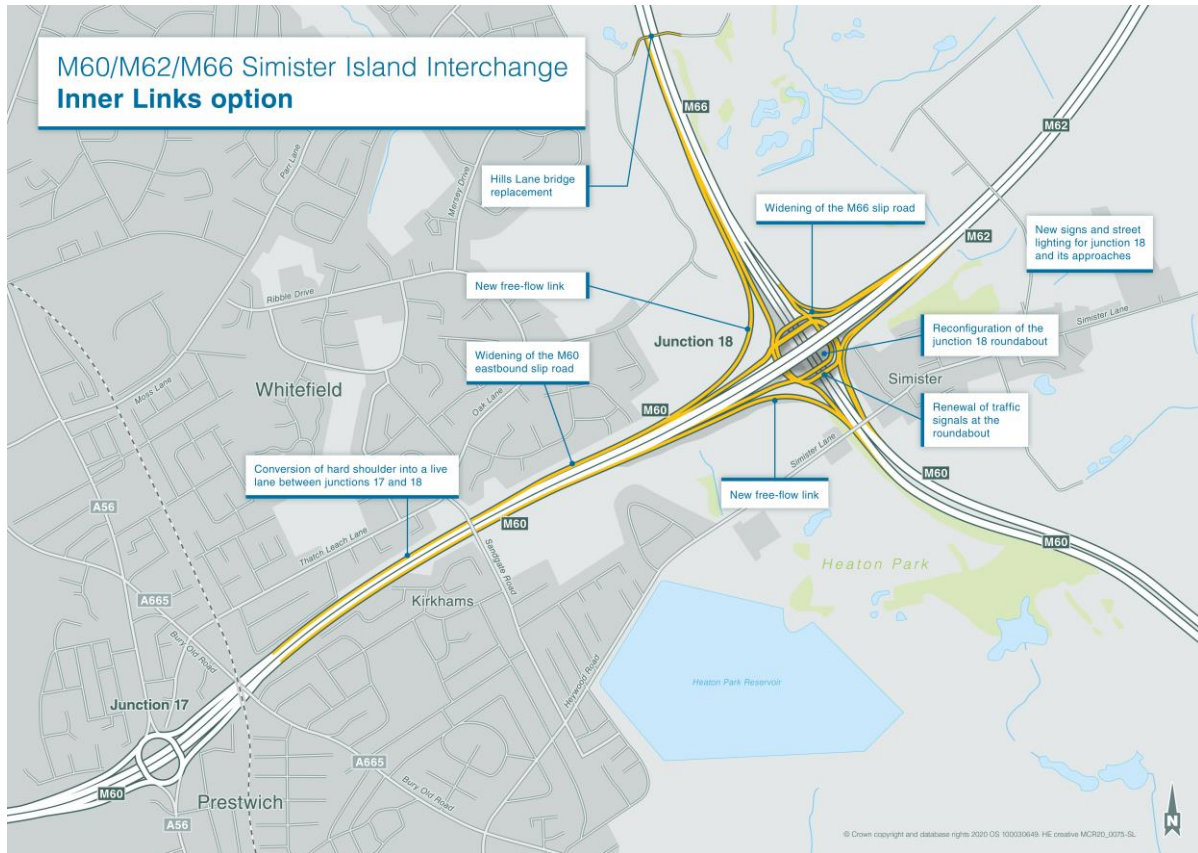 M60/M62/M66 Simister Island Interchange
Inner Links option
M66
M62
Hills Lane bridge
replacement
Parr Lane
Mersey Drive
Widening of the M66 slip road
M62
New signs and street
lighting for junction 18
and its approaches
New free-flow link
Ribble Drive
Simister Lane
Junction 18
Reconfiguration of the
junction 18 roundabout
Widening of the M60
eastbound slip road
Moss Lane
Whitefield
Simister
M60
Oak Lane
Renewal of traffic
signals at the
roundabout
Simister Lane
Conversion of hard shoulder into a live
lane between junctions 17 and 18
M60
New free-flow link
A56
M60
M60
Thatch Leach Lane
Sandgate Road
Heaton Park
A665
Kirkhams
Bury Old Road
Heywood Road
Heaton Park Reservoir
Junction 17
A665
Bury Old Road
M60
Prestwich
A56
N
© Crown copyright and database rights 2020 OS 100030649. HE creative MCR20_0075-SL